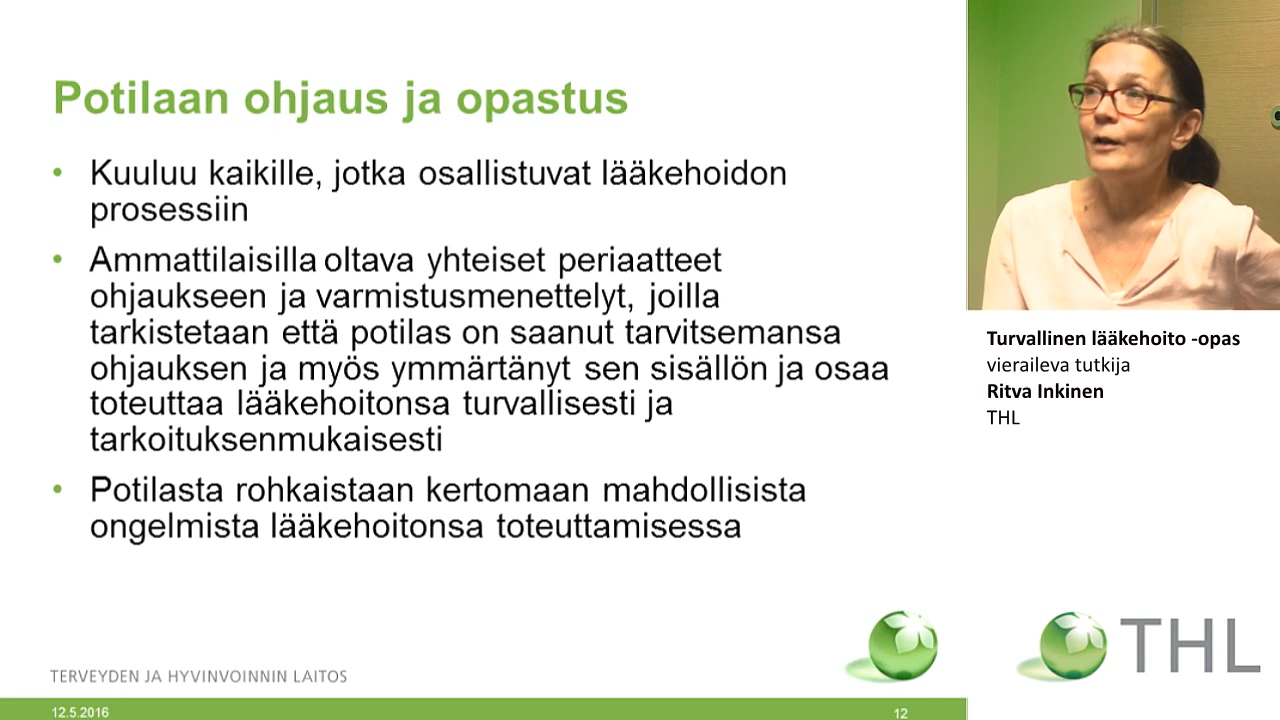 Potilaan ohjaus ja opastus
• Kuuluu kaikille, jotka osallistuvat lääkehoidon
prosessiin
• Ammattilaisilla oltava yhteiset periaatteet
ohjaukseen ja varmistusmenettelyt, joilla
tarkistetaan että potilas on saanut tarvitsemansa
ohjauksen ja myös ymmärtänyt sen sisällön ja osaa
toteuttaa lääkehoitonsa turvallisesti ja
tarkoituksenmukaisesti
• Potilasta rohkaistaan kertomaan mahdollisista
ongelmista lääkehoitonsa toteuttamisessa
TERVEYDEN JA HYVINVOINNIN LAITOS
12.5.2016
12
Turvallinen lääkehoito -opas
vieraileva tutkija
Ritva Inkinen
THL
THL